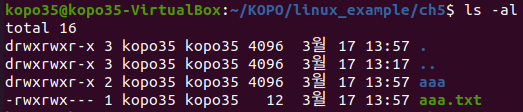 kopo35@kopo35-VirtualBox:~/KOPO/linux_example/ch5$ ls -al
total 16
drwxrwxr-x 3 kopo35 kopo35 4096  3월 17 13:57 .
drwxrwxr-x 3 kopo35 kopo35 4096  3월 17 13:17 ..
drwxrwxr-x 2 kopo35 kopo35 4096  3월 17 13:57 aaa
-rwxrwx--- 1 kopo35 kopo35   12  3월 17 13:57 aaa.txt